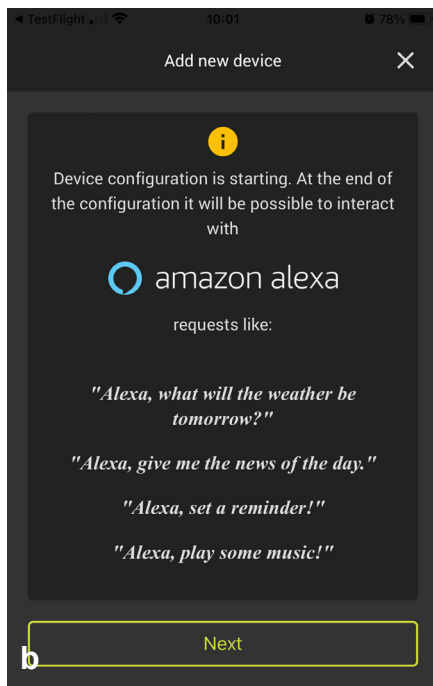 ◀ TestFlight 10:01 78%
Add new device
Device configuration is starting. At the end of
the configuration it will be possible to interact
with
amazon alexa
requests like:
"Alexa, what will the weather be
tomorrow?"
"Alexa, give me the news of the day."
"Alexa, set a reminder!"
"Alexa, play some music!"
Next
b